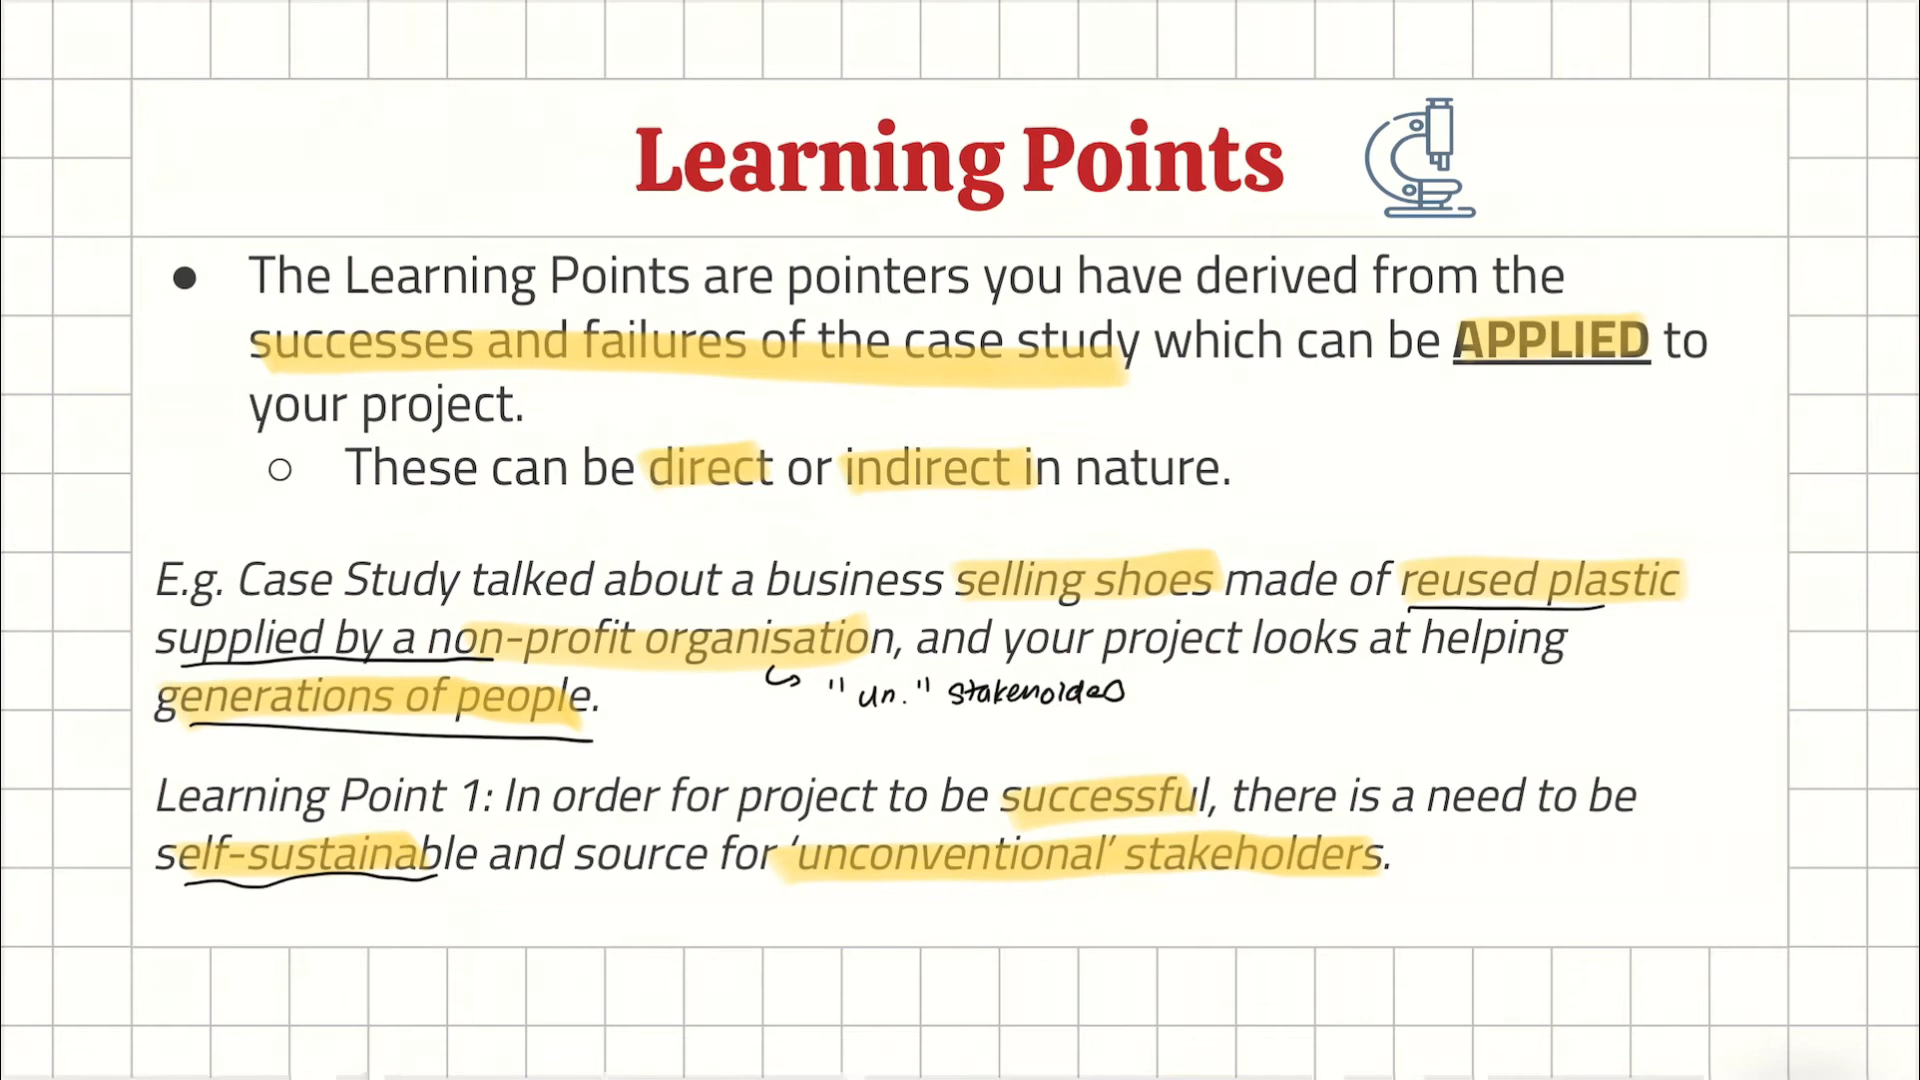 Learning Points
● The Learning Points are pointers you have derived from the
successes and failures of the case study which can be APPLIED to
your project.
○ These can be direct or indirect in nature.
E.g. Case Study talked about a business selling shoes made of reused plastic
supplied by a non-profit organisation, and your project looks at helping
generations of people.
↳ "un." stakeholder
Learning Point 1: In order for project to be successful, there is a need to be
self-sustainable and source for ‘unconventional’ stakeholders.